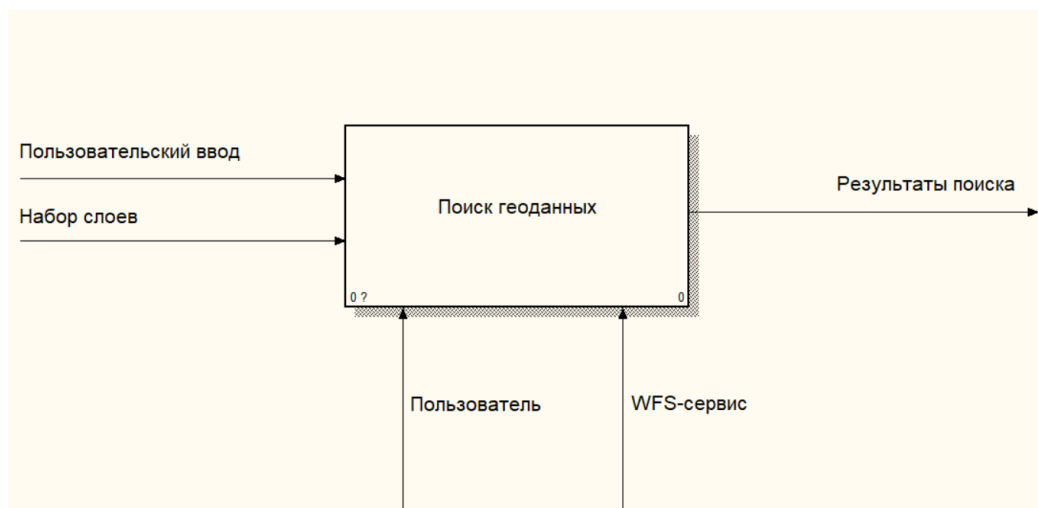 Пользовательский ввод
Набор слоев
Поиск геоданных
Результаты поиска
0 ?
0
Пользователь
WFS-сервис